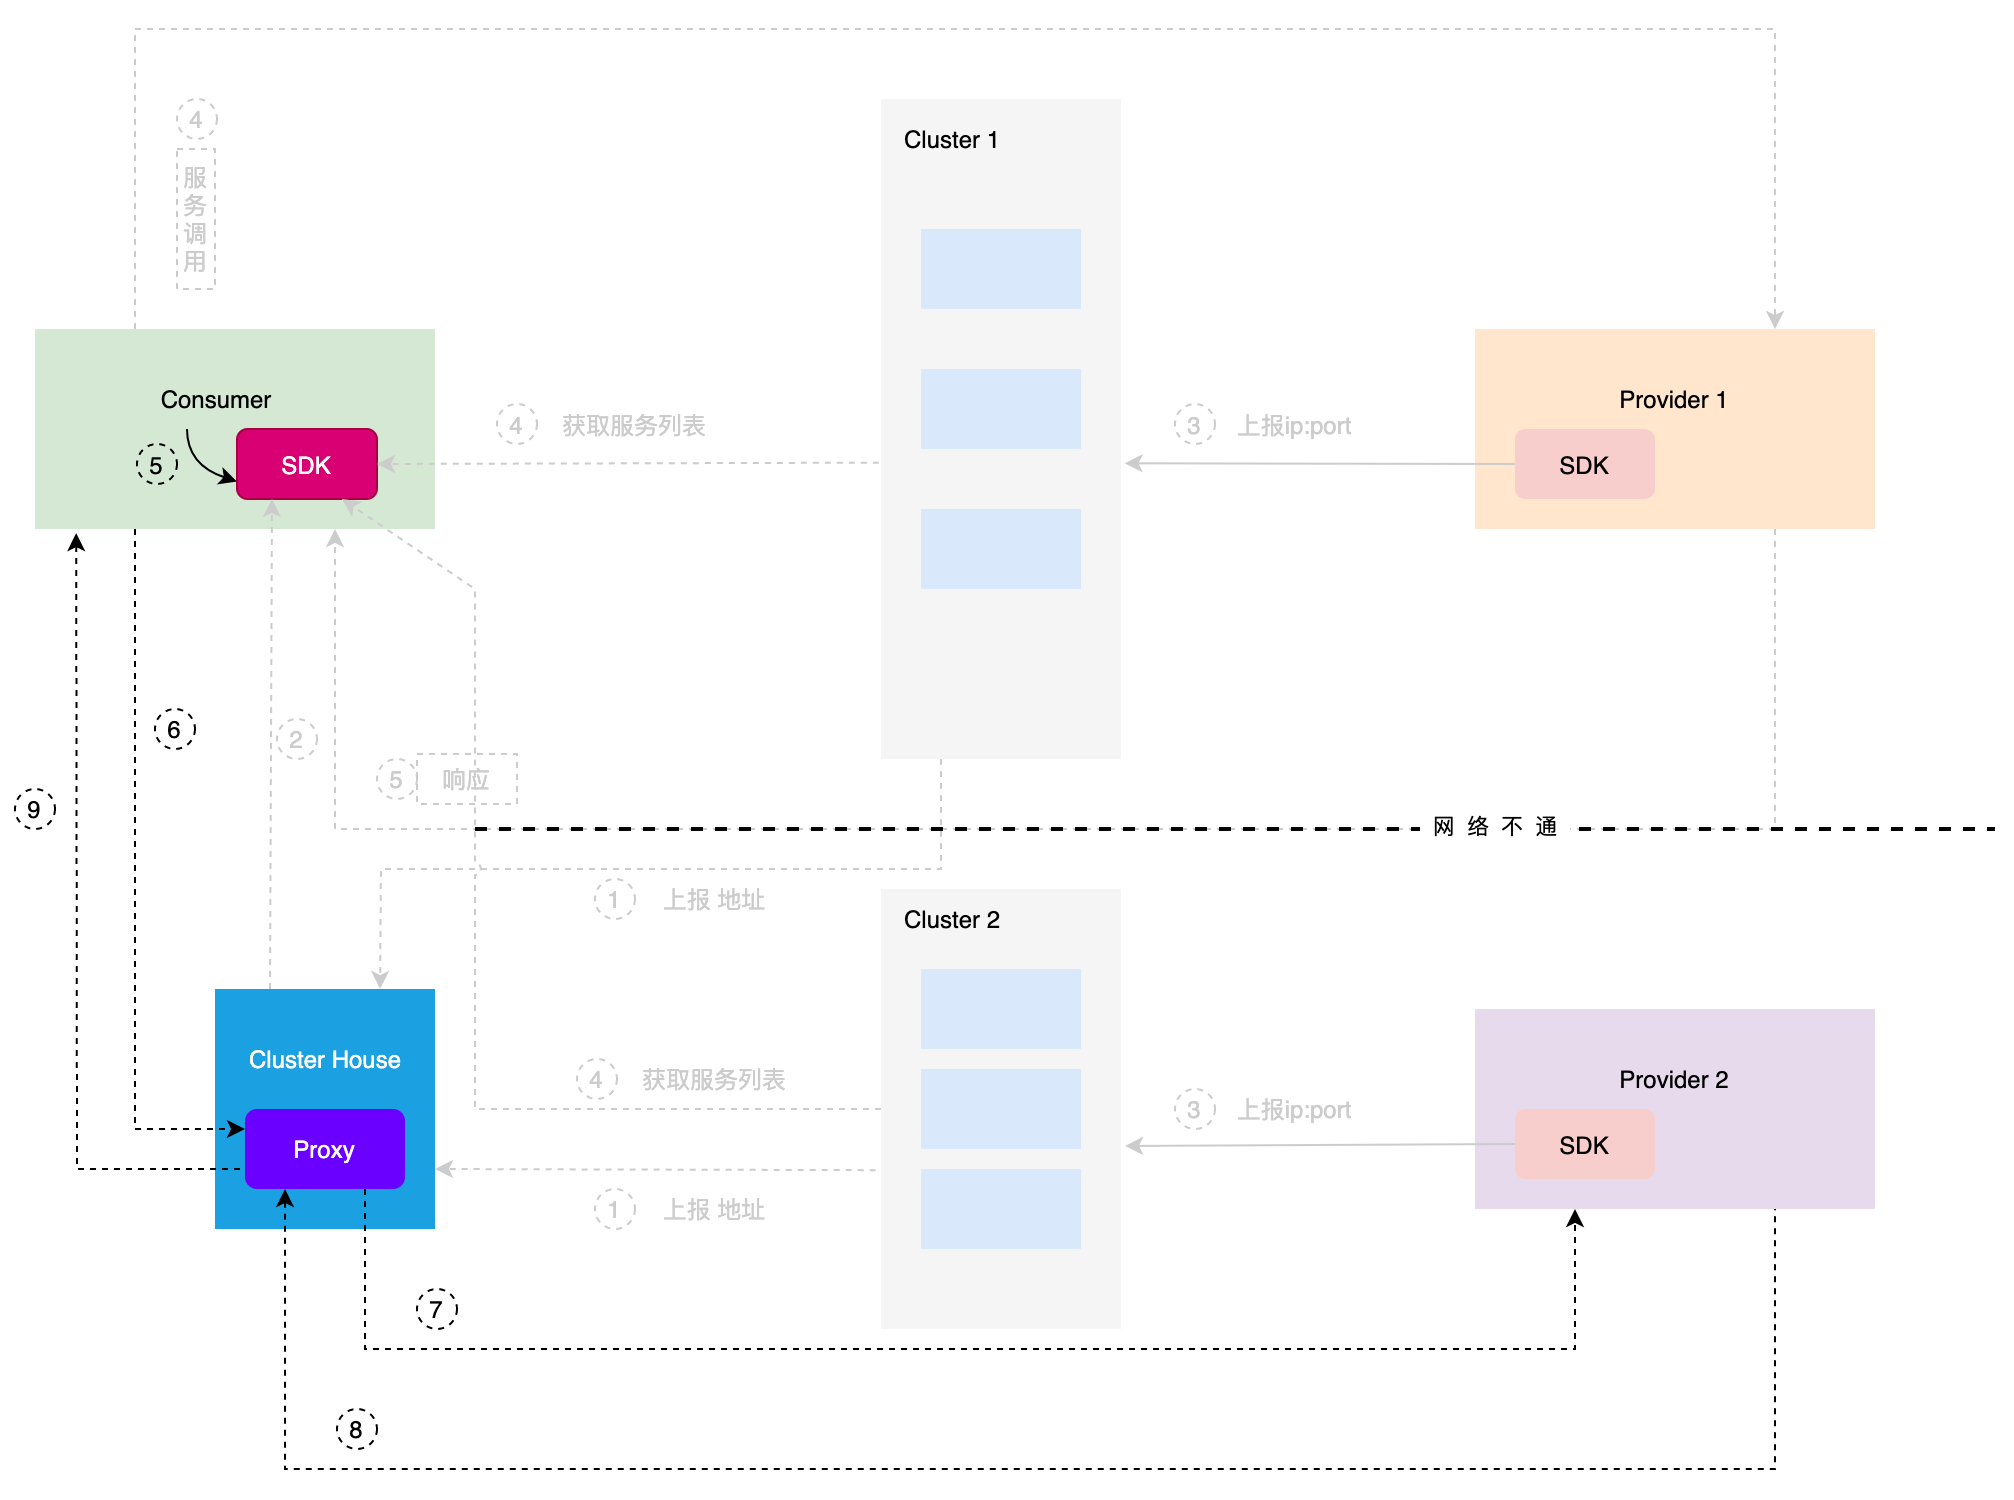 4
服
务
调
用
Cluster 1
Consumer
Provider 1
4 获取服务列表
3 上报ip:port
5
SDK
SDK
6
2
5 响应
9
网 络 不 通
1 上报 地址
Cluster 2
Cluster House
4 获取服务列表
Provider 2
3 上报ip:port
Proxy
SDK
1 上报 地址
7
8